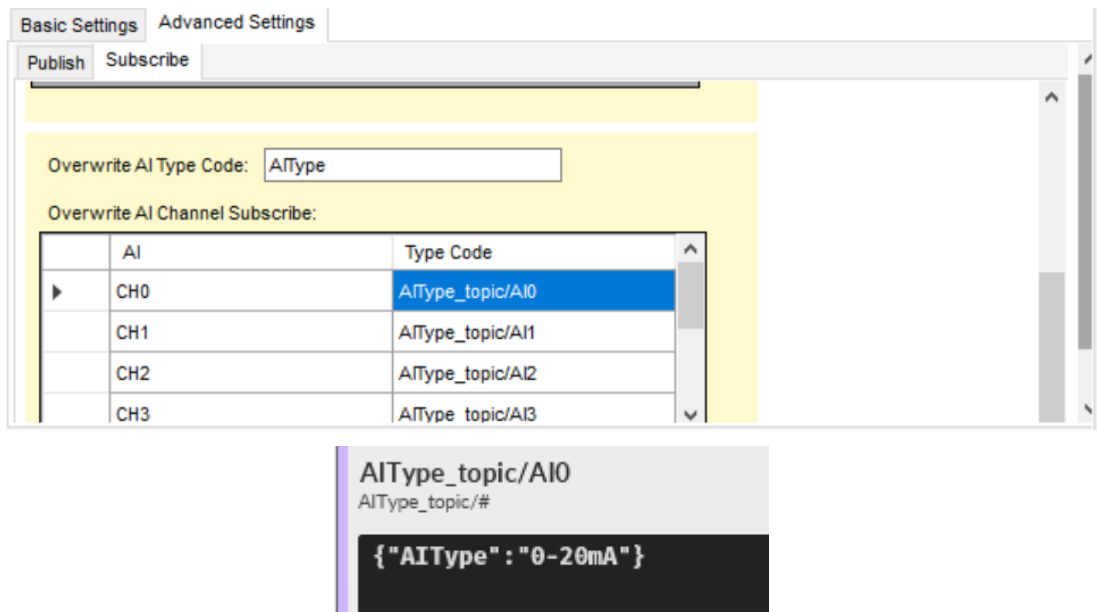 Basic Settings Advanced Settings
Publish Subscribe
Overwrite AI Type Code: AIType
Overwrite AI Channel Subscribe:
AI Type Code
CH0 AIType_topic/AI0
CH1 AIType_topic/AI1
CH2 AIType_topic/AI2
CH3 AIType_topic/AI3
AIType_topic/AI0
AIType_topic/#
{"AIType":"0-20mA"}